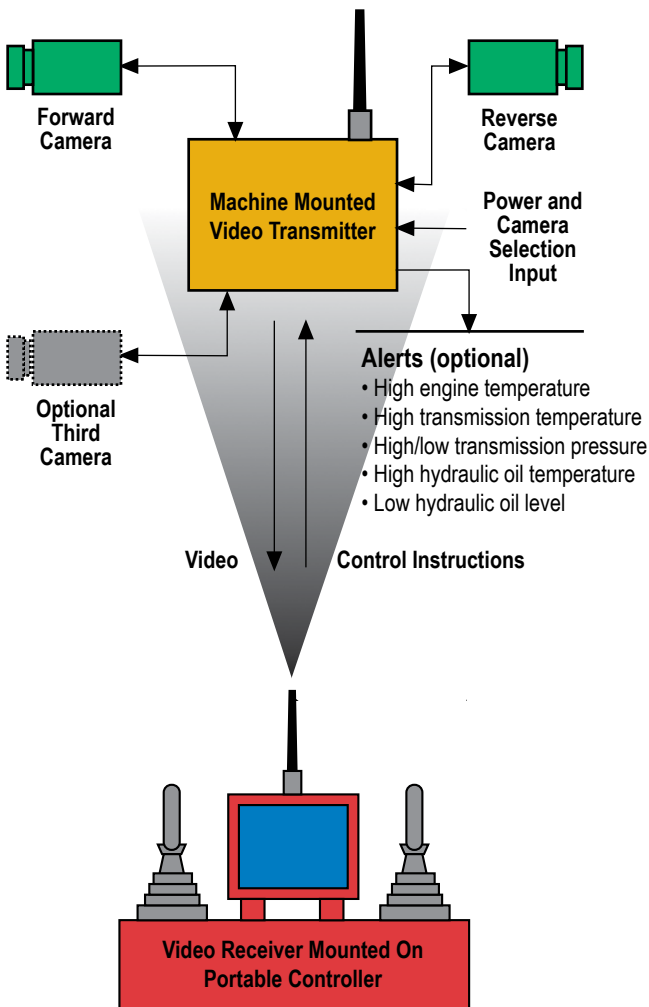 Forward
Camera
Reverse
Camera
Machine Mounted
Video Transmitter
Power and
Camera
Selection
Input
Optional
Third
Camera
Alerts (optional)
• High engine temperature
• High transmission temperature
• High/low transmission pressure
• High hydraulic oil temperature
• Low hydraulic oil level
Video
Control Instructions
Video Receiver Mounted On
Portable Controller